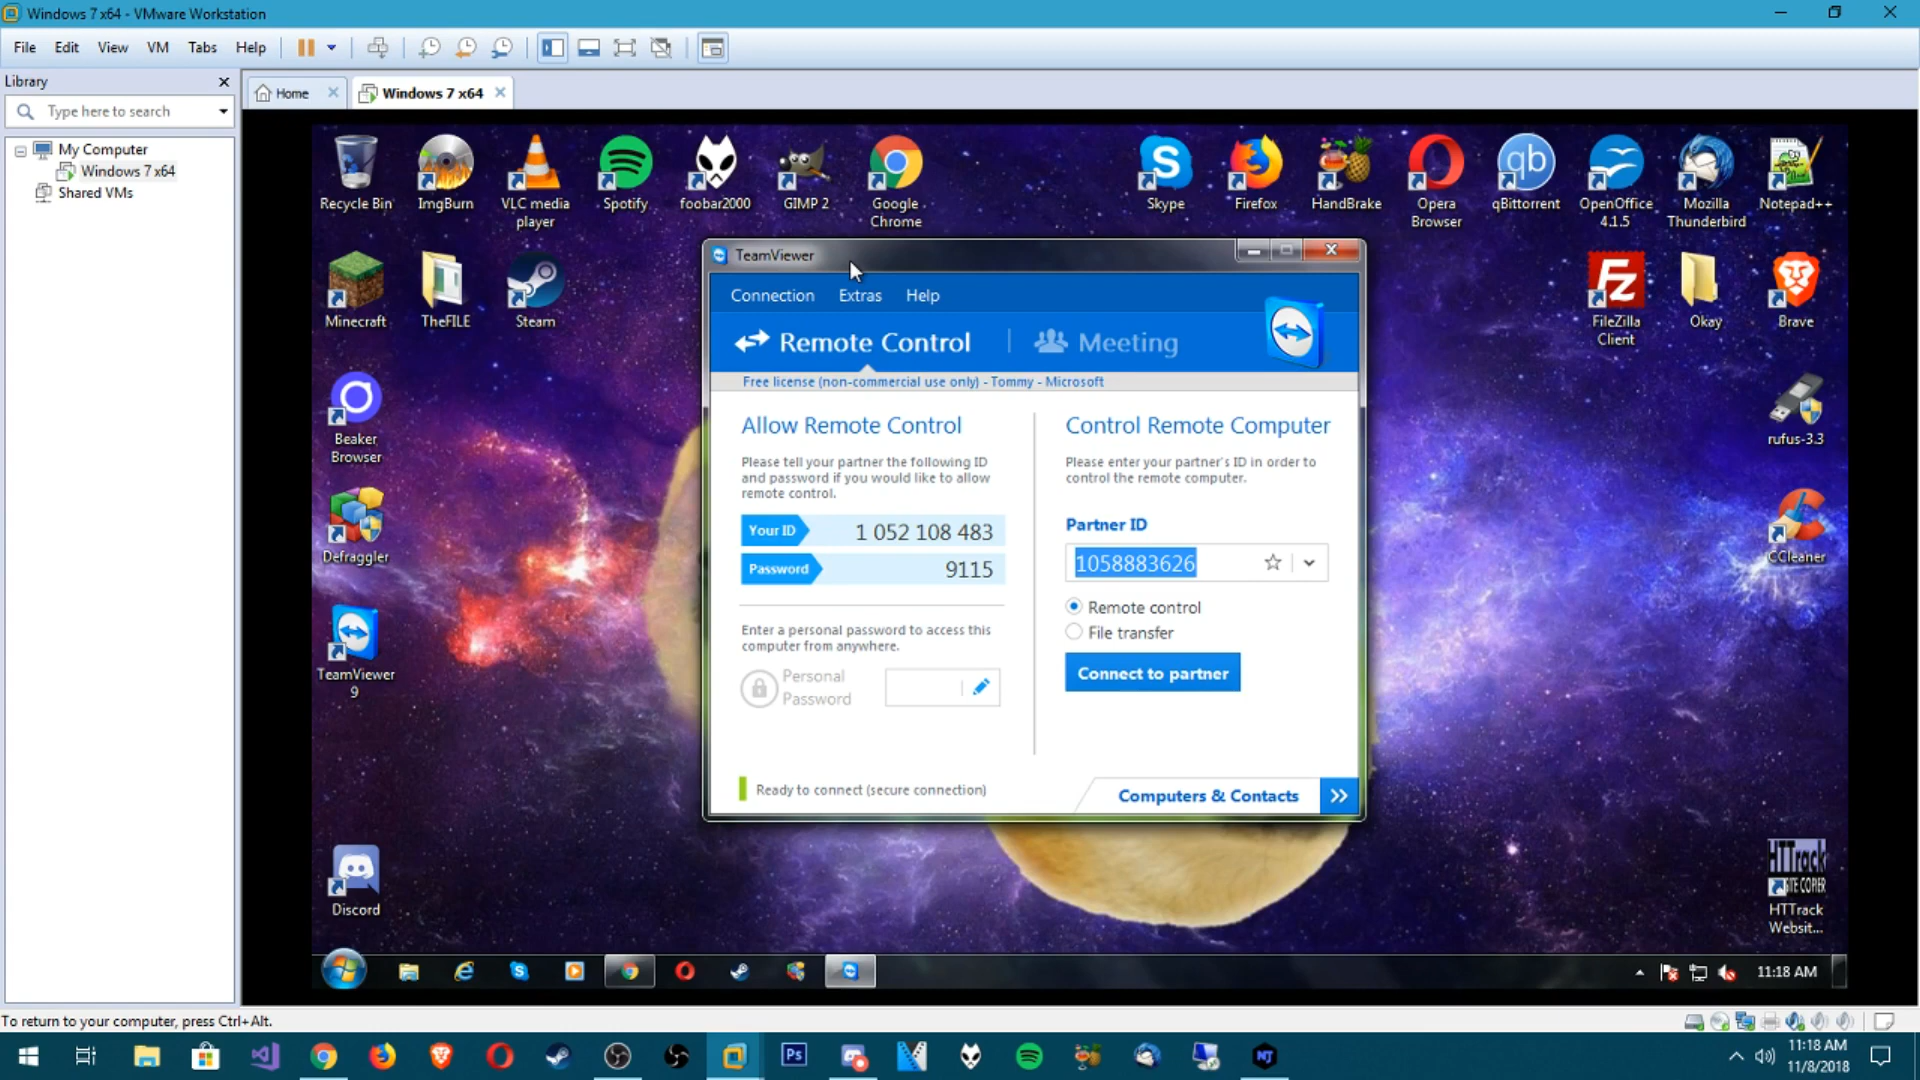 Windows 7 x64 - VMware Workstation
File Edit View VM Tabs Help
Library
Home
Windows 7 x64
Type here to search
My Computer
Windows 7 x64
Shared VMs
Recycle Bin
ImgBurn
VLC media
player
Spotify
foobar2000
GIMP 2
Google
Chrome
Skype
Firefox
HandBrake
Opera
Browser
qBittorrent
OpenOffice
4.1.5
Mozilla
Thunderbird
Notepad++
Minecraft
TheFILE
Steam
FileZilla
Client
Okay
Brave
Beaker
Browser
rufus-3.3
Defraggler
CCleaner
TeamViewer
9
Discord
HTTrack
SITE COPIER
HTTrack
Websit...
TeamViewer
Connection Extras Help
Remote Control
Meeting
Free license (non-commercial use only) - Tommy - Microsoft
Allow Remote Control
Please tell your partner the following ID
and password if you would like to allow
remote control.
Your ID 1 052 108 483
Password 9115
Enter a personal password to access this
computer from anywhere.
Personal
Password
Control Remote Computer
Please enter your partner's ID in order to
control the remote computer.
Partner ID
1058883626
Remote control
File transfer
Connect to partner
Ready to connect (secure connection)
Computers & Contacts
11:18 AM
To return to your computer, press Ctrl+Alt.
Ps
11:18 AM
11/8/2018